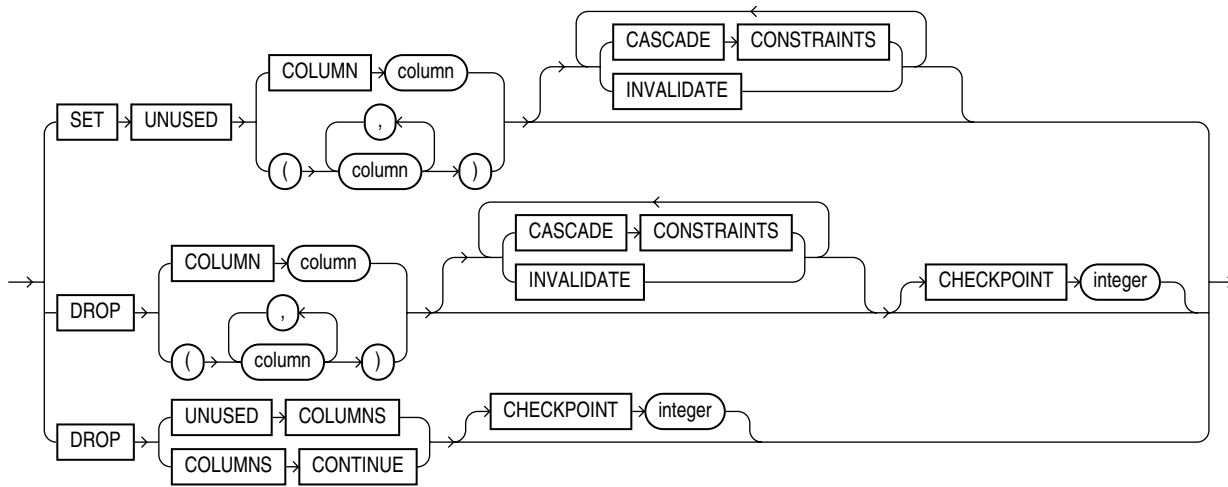 CASCADE CONSTRAINTS
COLUMN column
INVALIDATE
SET UNUSED
,
( column )
CASCADE CONSTRAINTS
COLUMN column
INVALIDATE
CHECKPOINT integer
DROP
,
( column )
UNUSED COLUMNS
CHECKPOINT integer
DROP
COLUMNS CONTINUE